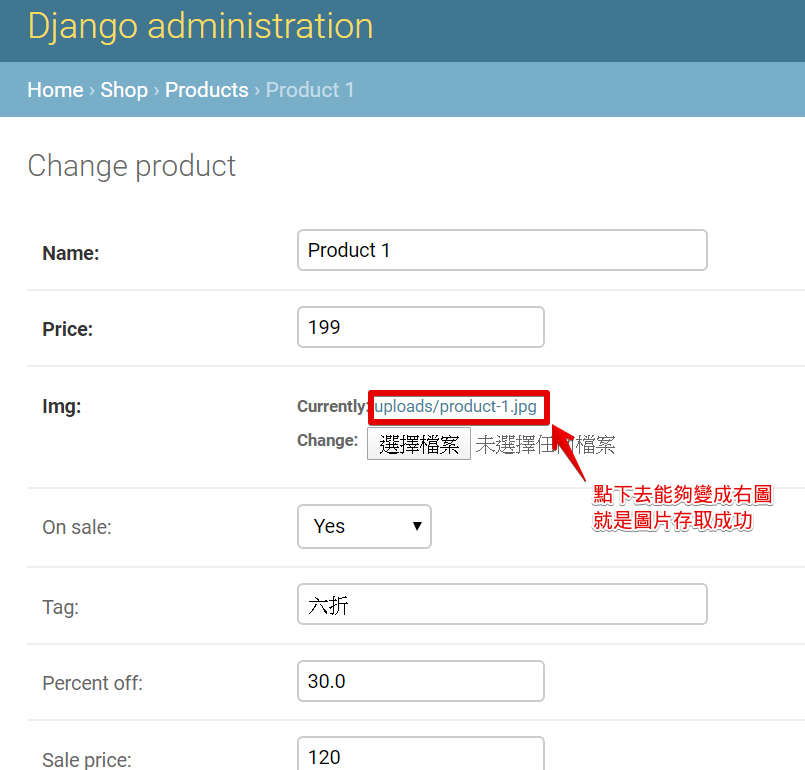 Django administration
Home › Shop › Products › Product 1
Change product
Name:
Product 1
Price:
199
Img:
Currently: uploads/product-1.jpg
Change: 選擇檔案 未選擇任何檔案
點下去能夠變成右圖
就是圖片存取成功
On sale:
Yes
Tag:
六折
Percent off:
30.0
Sale price:
120